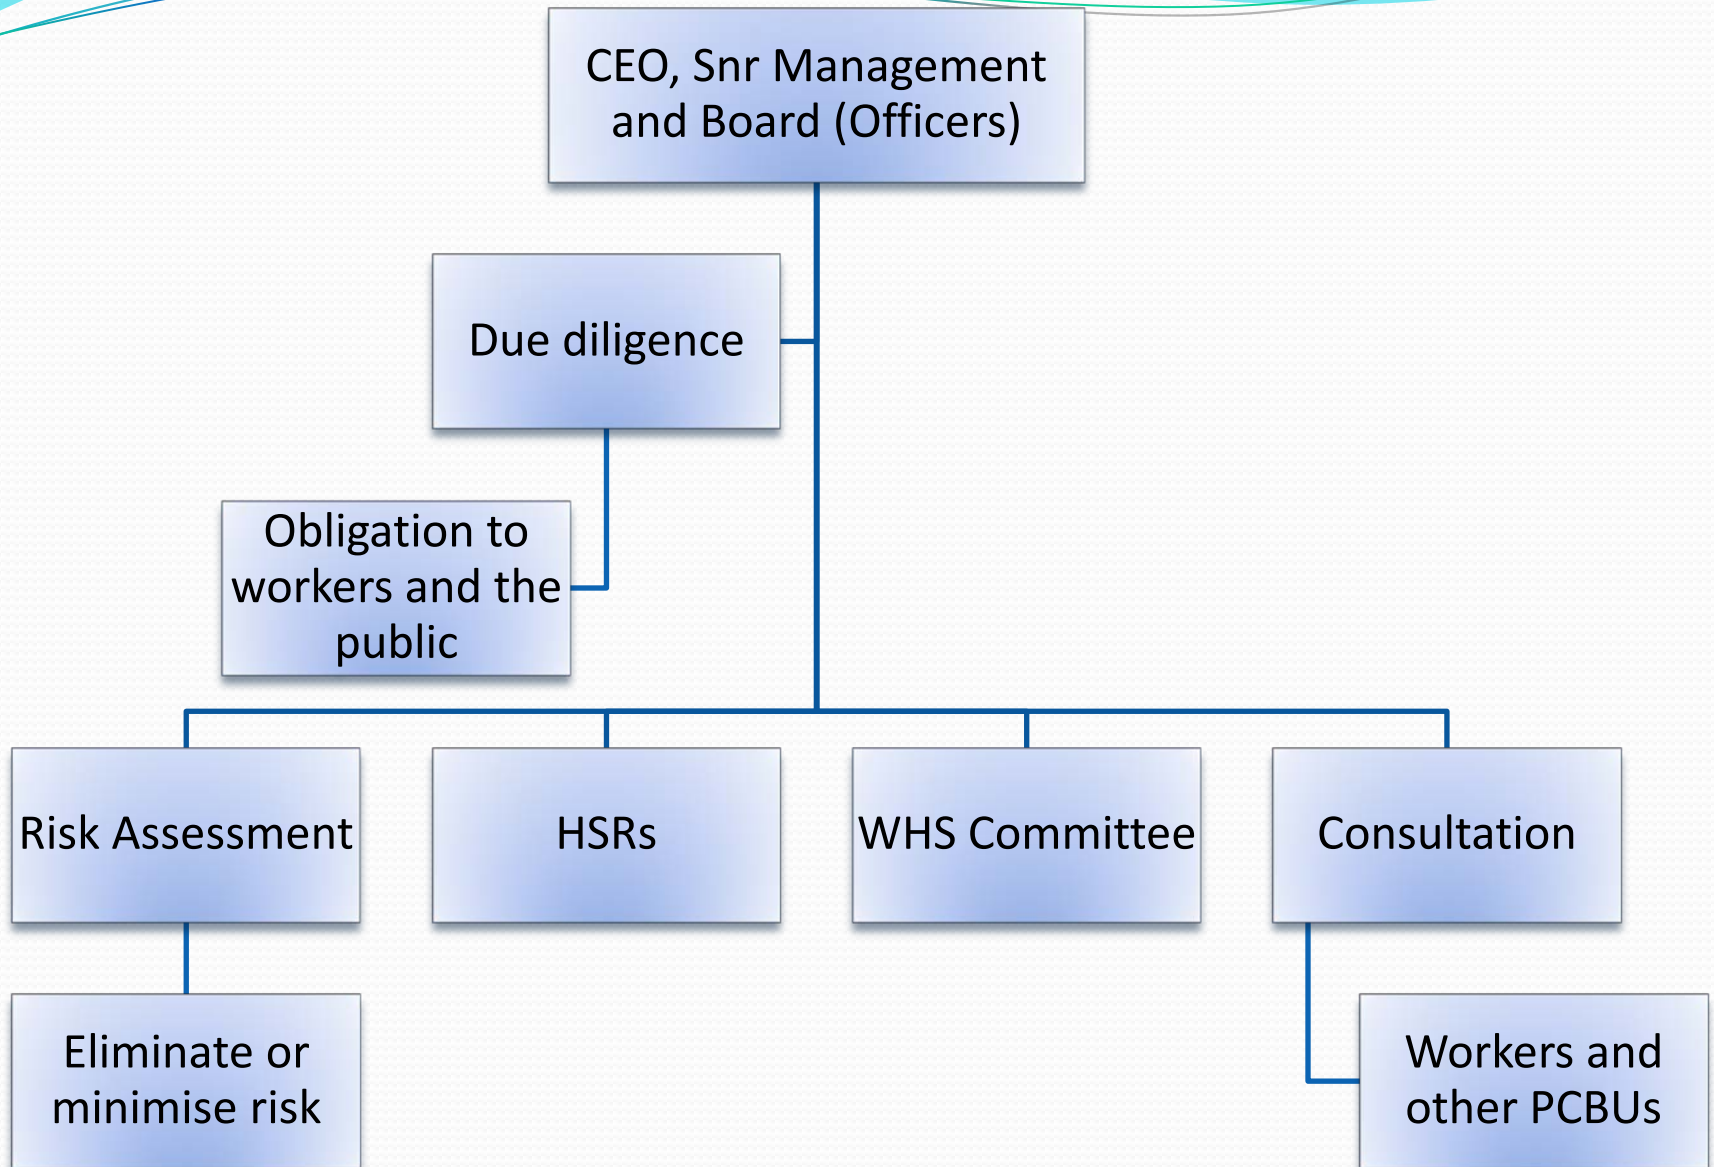 CEO, Snr Management
and Board (Officers)
Due diligence
Obligation to
workers and the
public
Risk Assessment
HSRs
WHS Committee
Consultation
Eliminate or
minimise risk
Workers and
other PCBUs